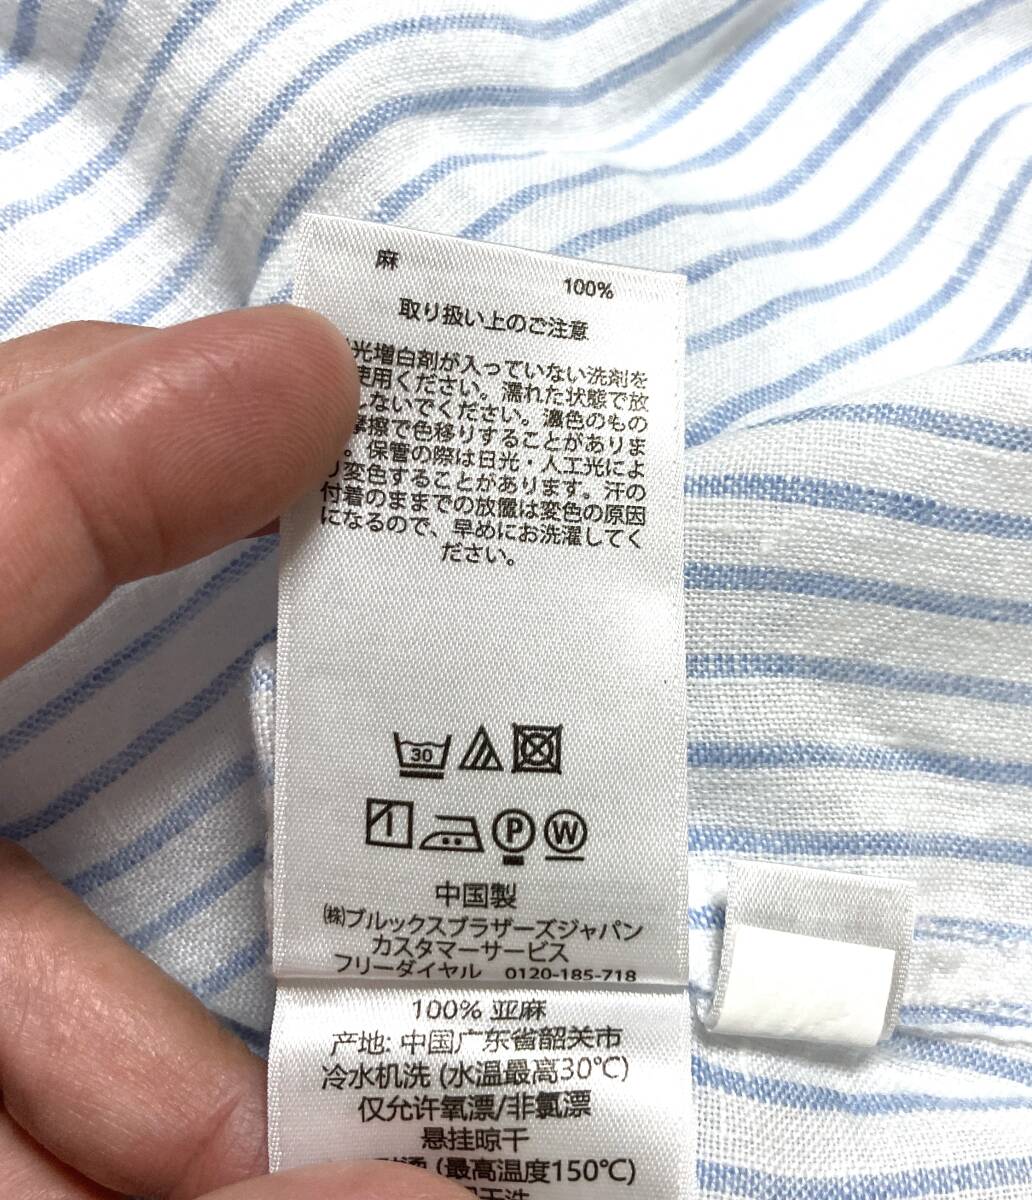 麻 100%
取り扱い上のご注意
光増白剤が入っていない洗剤を
使用ください。濡れた状態で放
しないでください。濃色のもの
摩擦で色移りすることがありま
。保管の際は日光・人工光によ
り変色することがあります。汗の
付着のままでの放置は変色の原因
になるので、早めにお洗濯してく
ださい。
30
P W
中国製
㈱ブルックスブラザーズジャパン
カスタマーサービス
フリーダイヤル 0120-185-718
100% 亚麻
产地: 中国广东省韶关市
冷水机洗 (水温最高30℃)
仅允许氧漂/非氯漂
悬挂晾干
烫 (最高温度150℃)
干洗